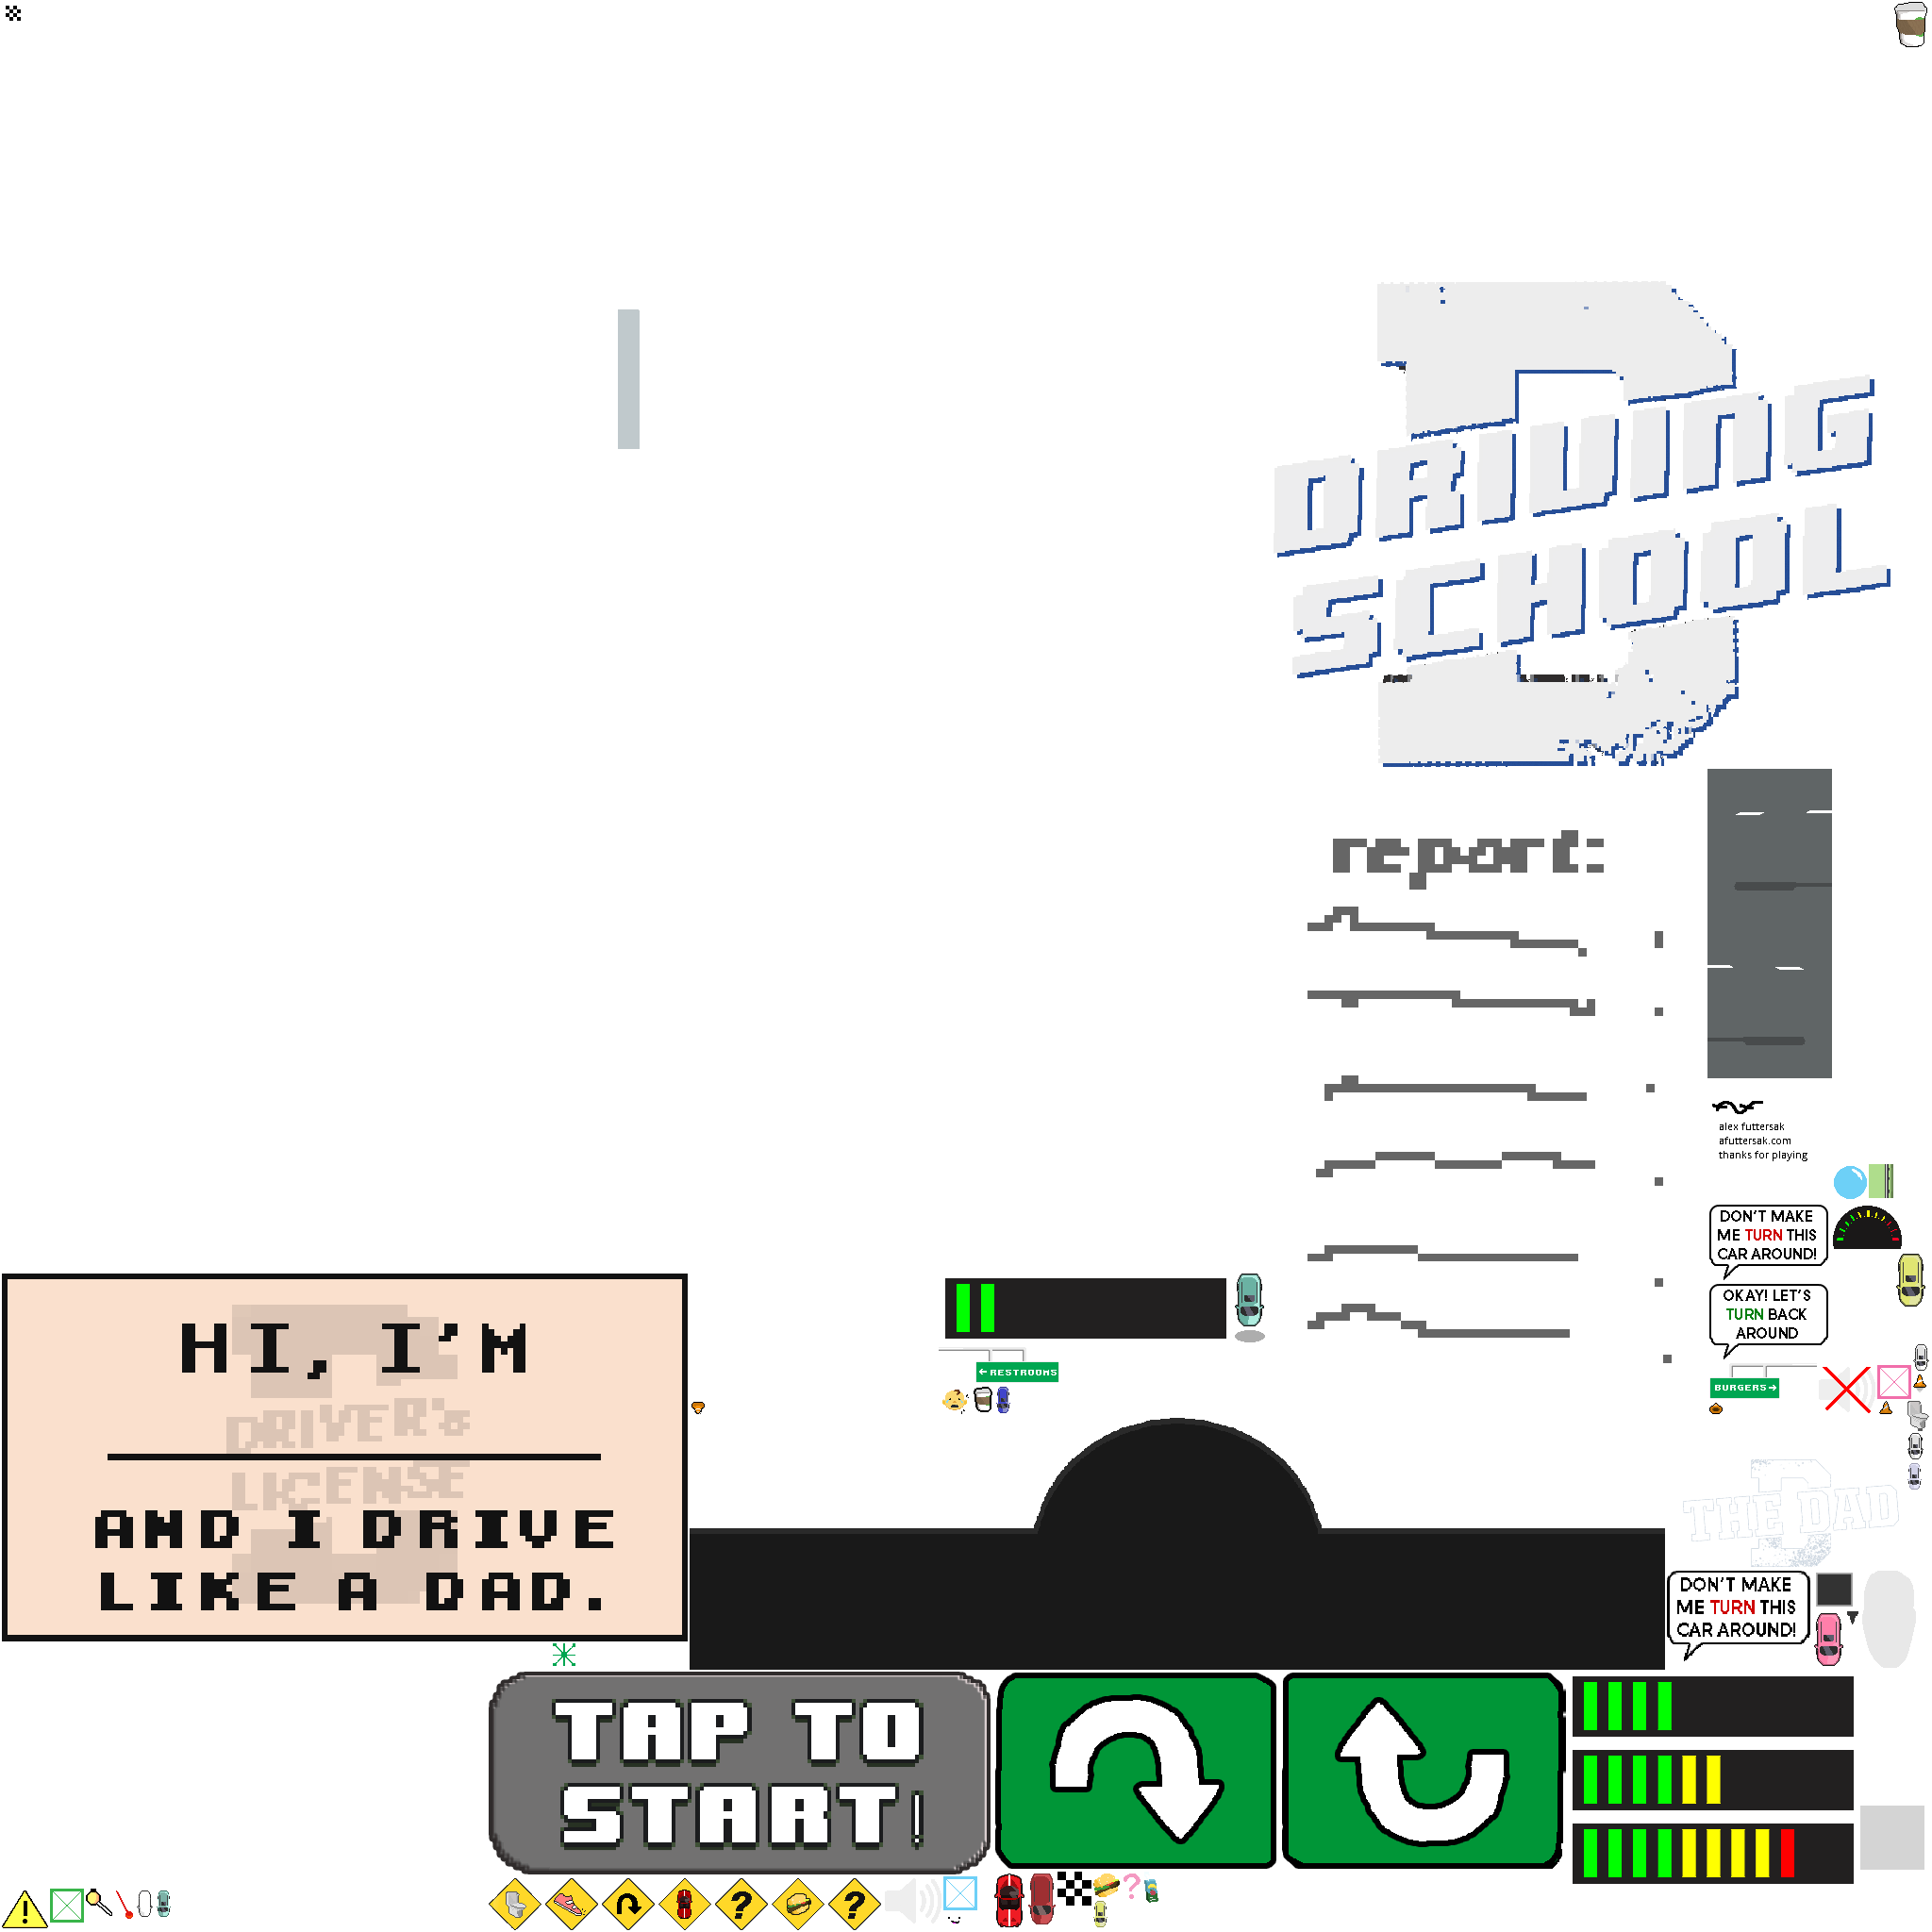 DRIVING
SCHOOL
report:
alex futtersak
afuttersak.com
thanks for playing
DON'T MAKE
ME TURN THIS
CAR AROUND!
OKAY! LET'S
TURN BACK
AROUND
HI, I'M
DRIVER's
LICENSE
AND I DRIVE
LIKE A DAD.
←RESTROOMS
BURGERS→
THE DAD
D
DON'T MAKE
ME TURN THIS
CAR AROUND!
TAP TO
START!
?
?
?